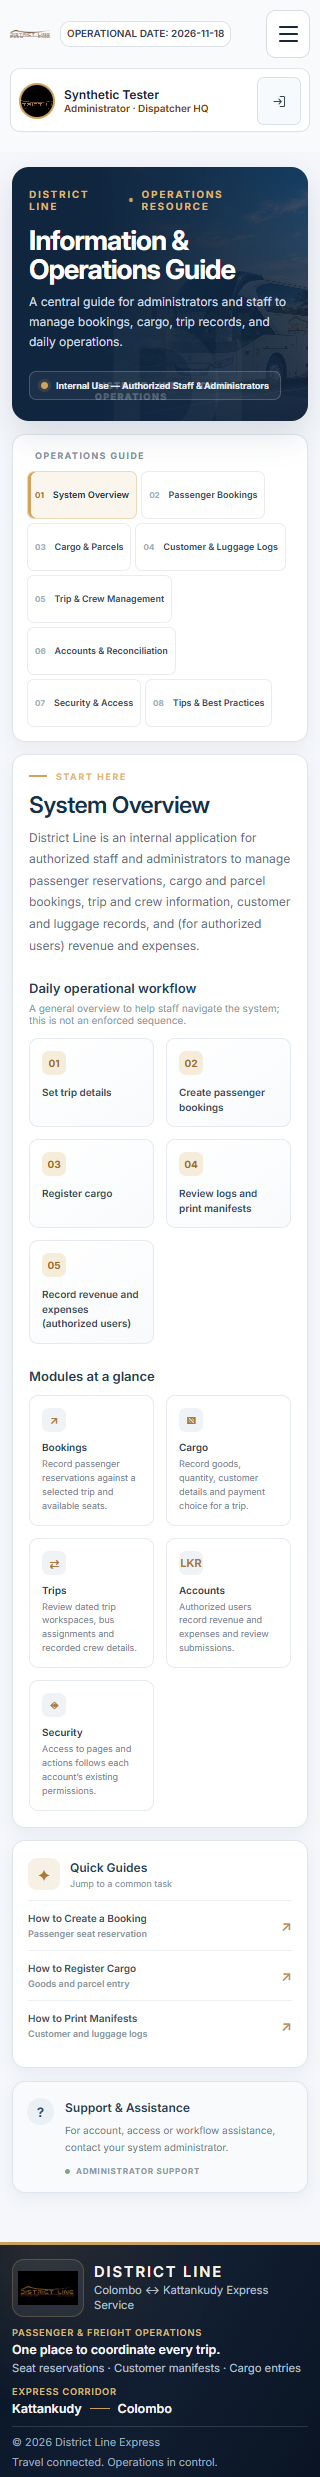 DISTRICT LINE
OPERATIONAL DATE: 2026-11-18
Synthetic Tester
Administrator · Dispatcher HQ
DISTRICT LINE • OPERATIONS RESOURCE
Information &
Operations Guide
A central guide for administrators and staff to
manage bookings, cargo, trip records, and
daily operations.
Internal Use — Authorized Staff & Administrators
OPERATIONS
OPERATIONS GUIDE
01 System Overview
02 Passenger Bookings
03 Cargo & Parcels
04 Customer & Luggage Logs
05 Trip & Crew Management
06 Accounts & Reconciliation
07 Security & Access
08 Tips & Best Practices
START HERE
System Overview
District Line is an internal application for
authorized staff and administrators to manage
passenger reservations, cargo and parcel
bookings, trip and crew information, customer
and luggage records, and (for authorized
users) revenue and expenses.
Daily operational workflow
A general overview to help staff navigate the system;
this is not an enforced sequence.
01
Set trip details
02
Create passenger
bookings
03
Register cargo
04
Review logs and
print manifests
05
Record revenue and
expenses
(authorized users)
Modules at a glance
Bookings
Record passenger
reservations against a
selected trip and
available seats.
Cargo
Record goods,
quantity, customer
details and payment
choice for a trip.
Trips
Review dated trip
workspaces, bus
assignments and
recorded crew details.
LKR
Accounts
Authorized users
record revenue and
expenses and review
submissions.
Security
Access to pages and
actions follows each
account's existing
permissions.
Quick Guides
Jump to a common task
How to Create a Booking
Passenger seat reservation
How to Register Cargo
Goods and parcel entry
How to Print Manifests
Customer and luggage logs
?
Support & Assistance
For account, access or workflow assistance,
contact your system administrator.
ADMINISTRATOR SUPPORT
DISTRICT LINE
DISTRICT LINE
Colombo ↔ Kattankudy Express
Service
PASSENGER & FREIGHT OPERATIONS
One place to coordinate every trip.
Seat reservations · Customer manifests · Cargo entries
EXPRESS CORRIDOR
Kattankudy — Colombo
© 2026 District Line Express
Travel connected. Operations in control.